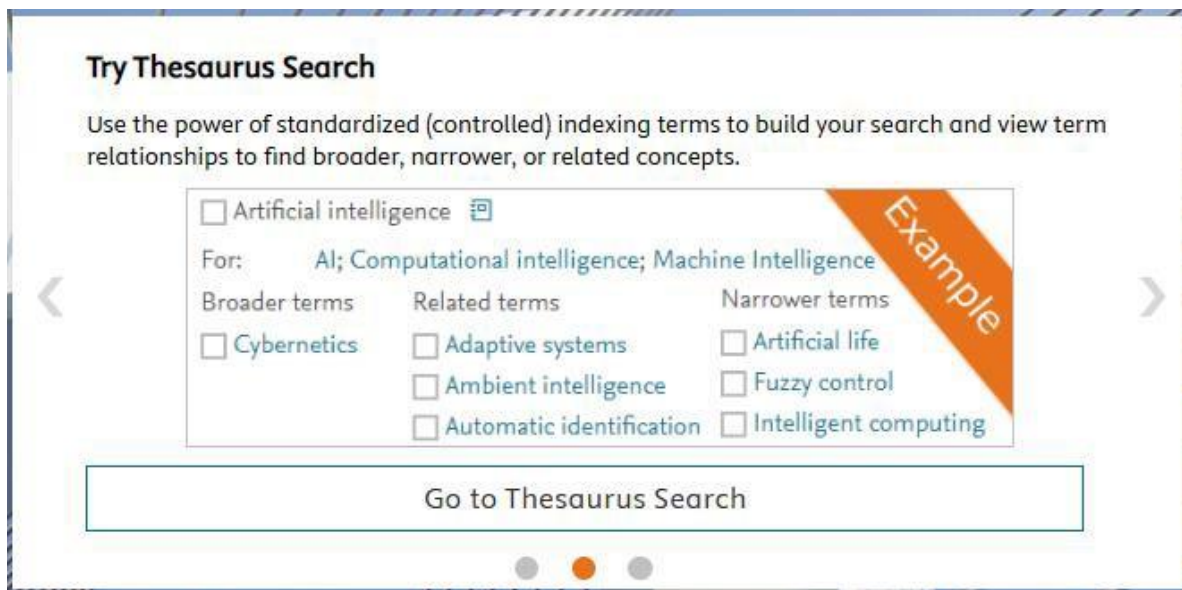 Try Thesaurus Search
Use the power of standardized (controlled) indexing terms to build your search and view term
relationships to find broader, narrower, or related concepts.
Artificial intelligence
For: AI; Computational intelligence; Machine Intelligence
Example
Broader terms Related terms Narrower terms
Cybernetics Adaptive systems Artificial life
Ambient intelligence Fuzzy control
Automatic identification Intelligent computing
Go to Thesaurus Search